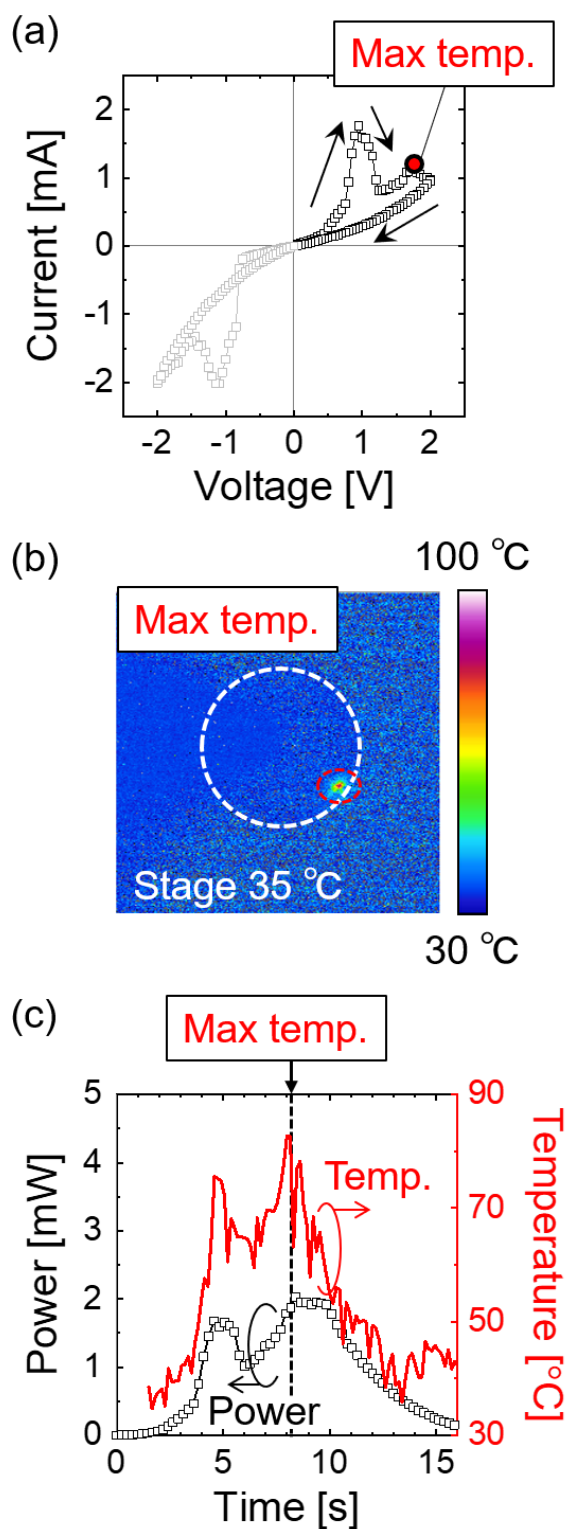 (a)
Max temp.
Current [mA]
2
1
0
-1
-2
-2 -1 0 1 2
Voltage [V]
(b)
100 °C
Max temp.
Stage 35 °C
30 °C
(c)
Max temp.
Power [mW]
5
4
3
2
1
0
Temp.
Power
90
70
50
30
Temperature [°C]
0 5 10 15
Time [s]